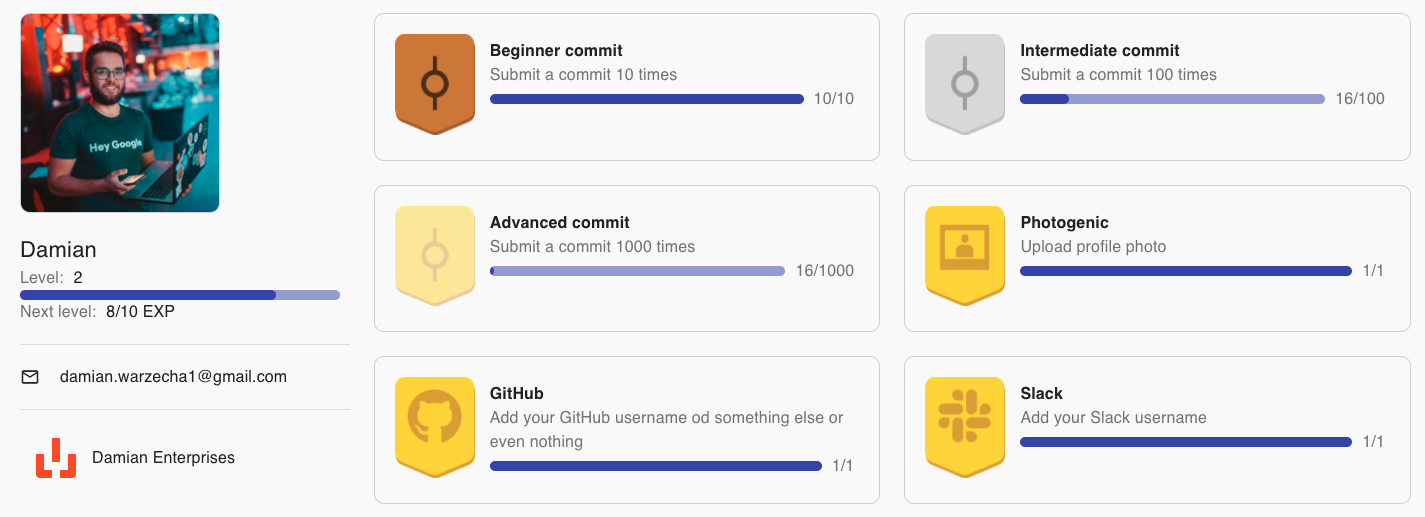 Hey Google
Damian
Level: 2
Next level: 8/10 EXP
damian.warzecha1@gmail.com
Damian Enterprises
Beginner commit
Submit a commit 10 times
10/10
Intermediate commit
Submit a commit 100 times
16/100
Advanced commit
Submit a commit 1000 times
16/1000
Photogenic
Upload profile photo
1/1
GitHub
Add your GitHub username od something else or
even nothing
1/1
Slack
Add your Slack username
1/1